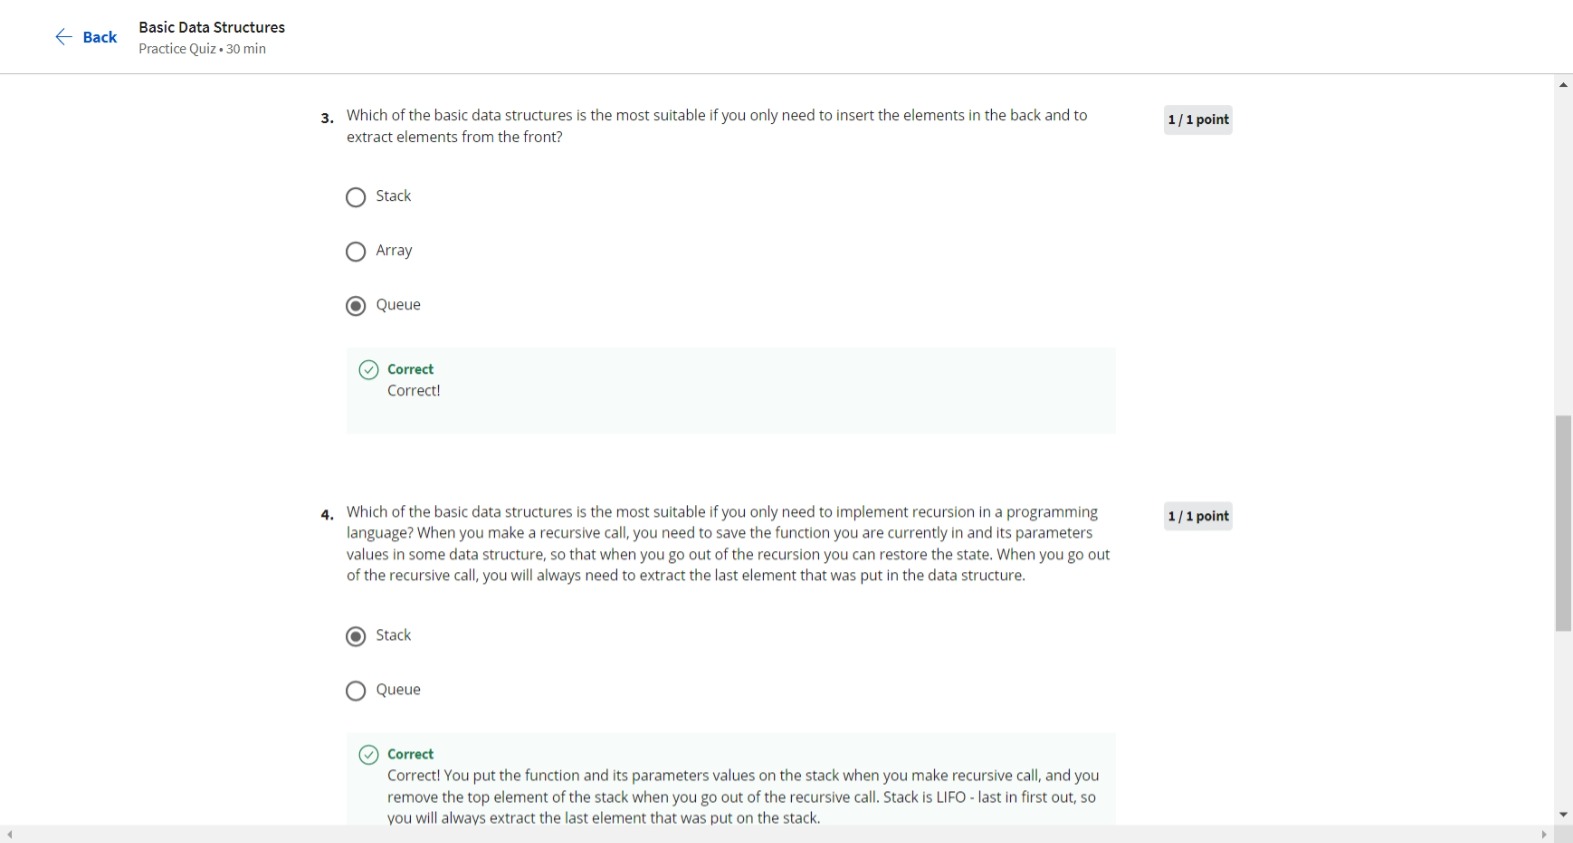 Back
Basic Data Structures
Practice Quiz • 30 min
3. Which of the basic data structures is the most suitable if you only need to insert the elements in the back and to
extract elements from the front?
1 / 1 point
Stack
Array
Queue
Correct
Correct!
4. Which of the basic data structures is the most suitable if you only need to implement recursion in a programming
language? When you make a recursive call, you need to save the function you are currently in and its parameters
values in some data structure, so that when you go out of the recursion you can restore the state. When you go out
of the recursive call, you will always need to extract the last element that was put in the data structure.
1 / 1 point
Stack
Queue
Correct
Correct! You put the function and its parameters values on the stack when you make recursive call, and you
remove the top element of the stack when you go out of the recursive call. Stack is LIFO - last in first out, so
you will always extract the last element that was put on the stack.